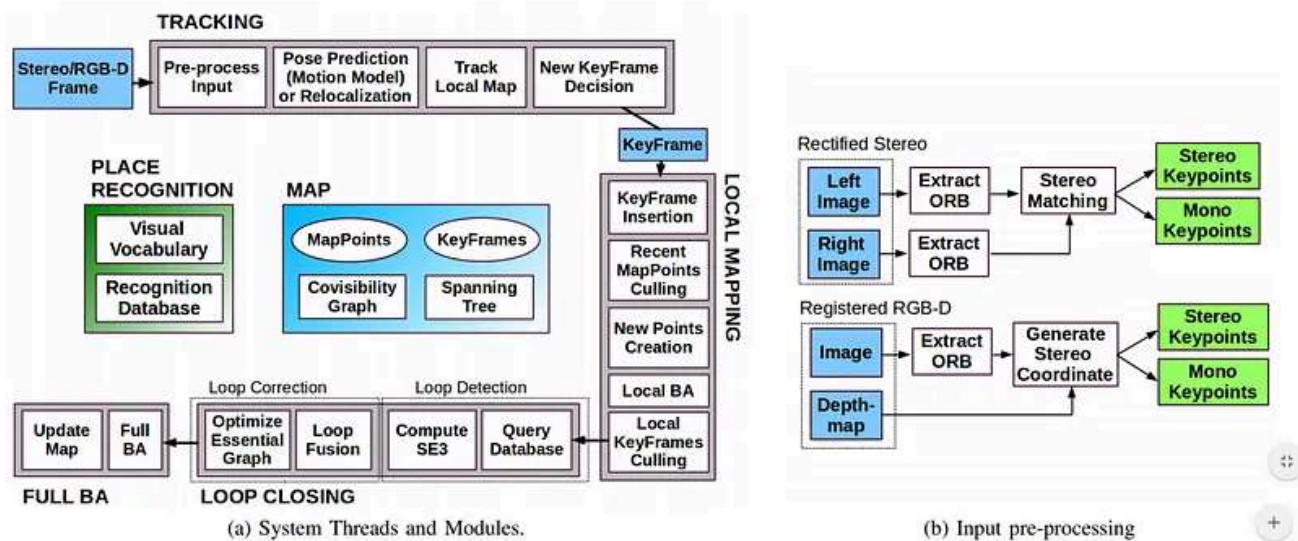 TRACKING
Stereo/RGB-D
Frame
Pre-process
Input
Pose Prediction
(Motion Model)
or Relocalization
Track
Local Map
New KeyFrame
Decision
KeyFrame
PLACE
RECOGNITION
Visual
Vocabulary
Recognition
Database
MAP
MapPoints
KeyFrames
Covisibility
Graph
Spanning
Tree
LOCAL MAPPING
KeyFrame
Insertion
Recent
MapPoints
Culling
New Points
Creation
Local BA
Local
KeyFrames
Culling
Loop Correction
Loop Detection
Optimize
Essential
Graph
Loop
Fusion
Compute
SE3
Query
Database
LOOP CLOSING
Update
Map
Full
BA
FULL BA
(a) System Threads and Modules.
Rectified Stereo
Left
Image
Extract
ORB
Stereo
Matching
Stereo
Keypoints
Mono
Keypoints
Right
Image
Extract
ORB
Registered RGB-D
Image
Extract
ORB
Generate
Stereo
Coordinate
Stereo
Keypoints
Mono
Keypoints
Depth-
map
(b) Input pre-processing